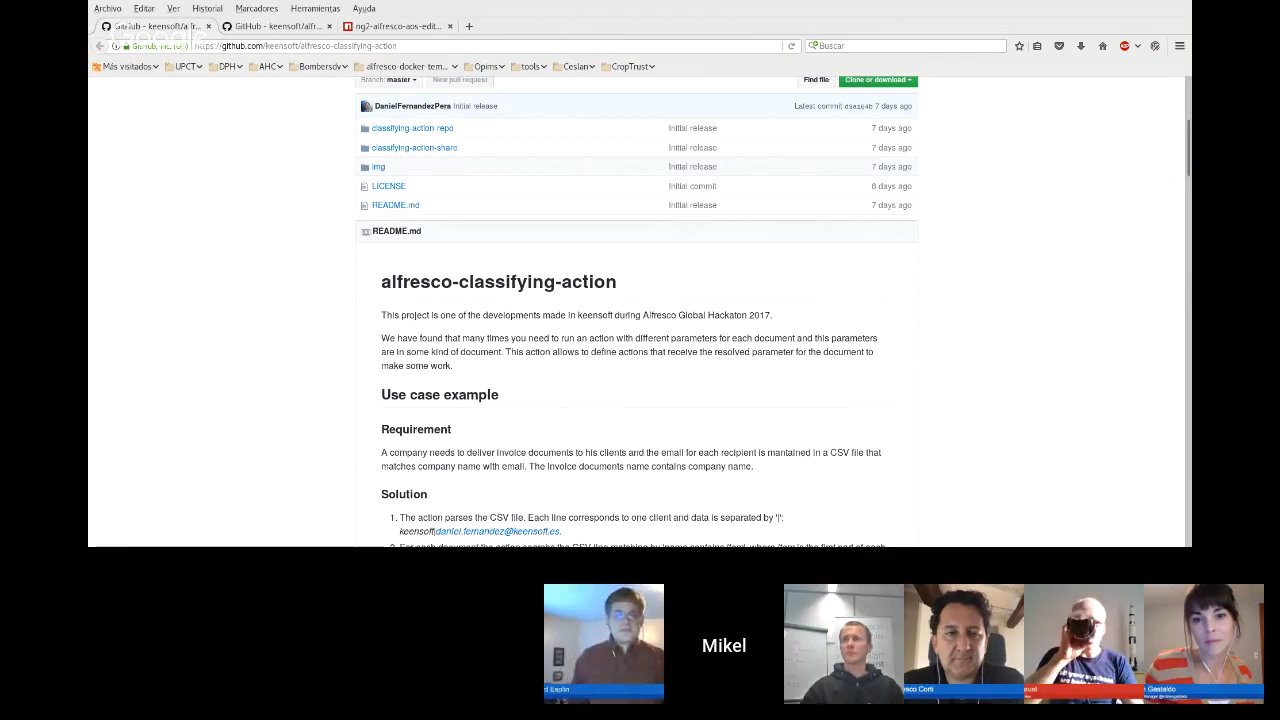 Archivo Editar Ver Historial Marcadores Herramientas Ayuda
GitHub - keensoft/alfr... × GitHub - keensoft/alfr... × ng2-alfresco-aos-edit... × +
Google
GitHub, Inc. (US) https://github.com/keensoft/alfresco-classifying-action Buscar
Más visitados UPCT DPH AHC Bombersdv alfresco-docker-tem... Opims tools Ceslan CropTrust
Branch: master New pull request Find file Clone or download
DanielFernandezPera Initial release Latest commit 7 days ago
classifying-action-repo Initial release 7 days ago
classifying-action-share Initial release 7 days ago
img Initial release 7 days ago
LICENSE Initial commit 8 days ago
README.md Initial release 7 days ago
README.md
alfresco-classifying-action
This project is one of the developments made in keensoft during Alfresco Global Hackaton 2017.
We have found that many times you need to run an action with different parameters for each document and this parameters
are in some kind of document. This action allows to define actions that receive the resolved parameter for the document to
make some work.
Use case example
Requirement
A company needs to deliver invoice documents to his clients and the email for each recipient is mantained in a CSV file that
matches company name with email. The invoice documents name contains company name.
Solution
1. The action parses the CSV file. Each line corresponds to one client and data is separated by '|':
keensoft|daniel.fernandez@keensoft.es.
Mikel
d Esplin
esco Corti
aust
Gastaldo